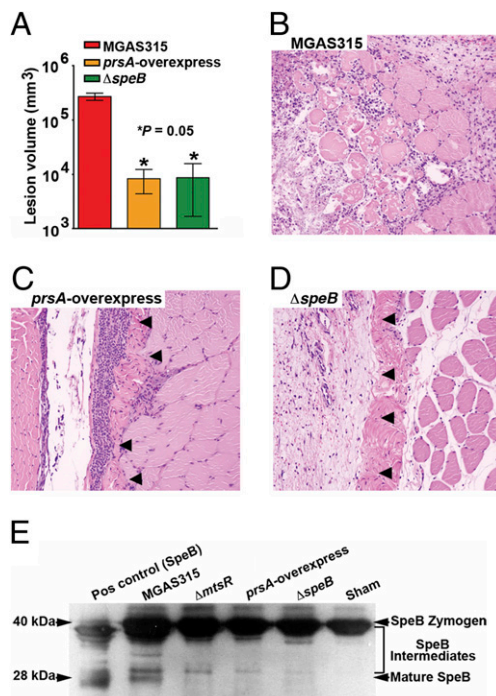 A
MGAS315
prsA-overexpress
ΔspeB
Lesion volume (mm3)
10^6
10^5
10^4
10^3
*P = 0.05
*
*
B
MGAS315
C
prsA-overexpress
D
ΔspeB
E
Pos control (SpeB)
MGAS315
ΔmtsR
prsA-overexpress
ΔspeB
Sham
40 kDa
SpeB Zymogen
SpeB
Intermediates
28 kDa
Mature SpeB